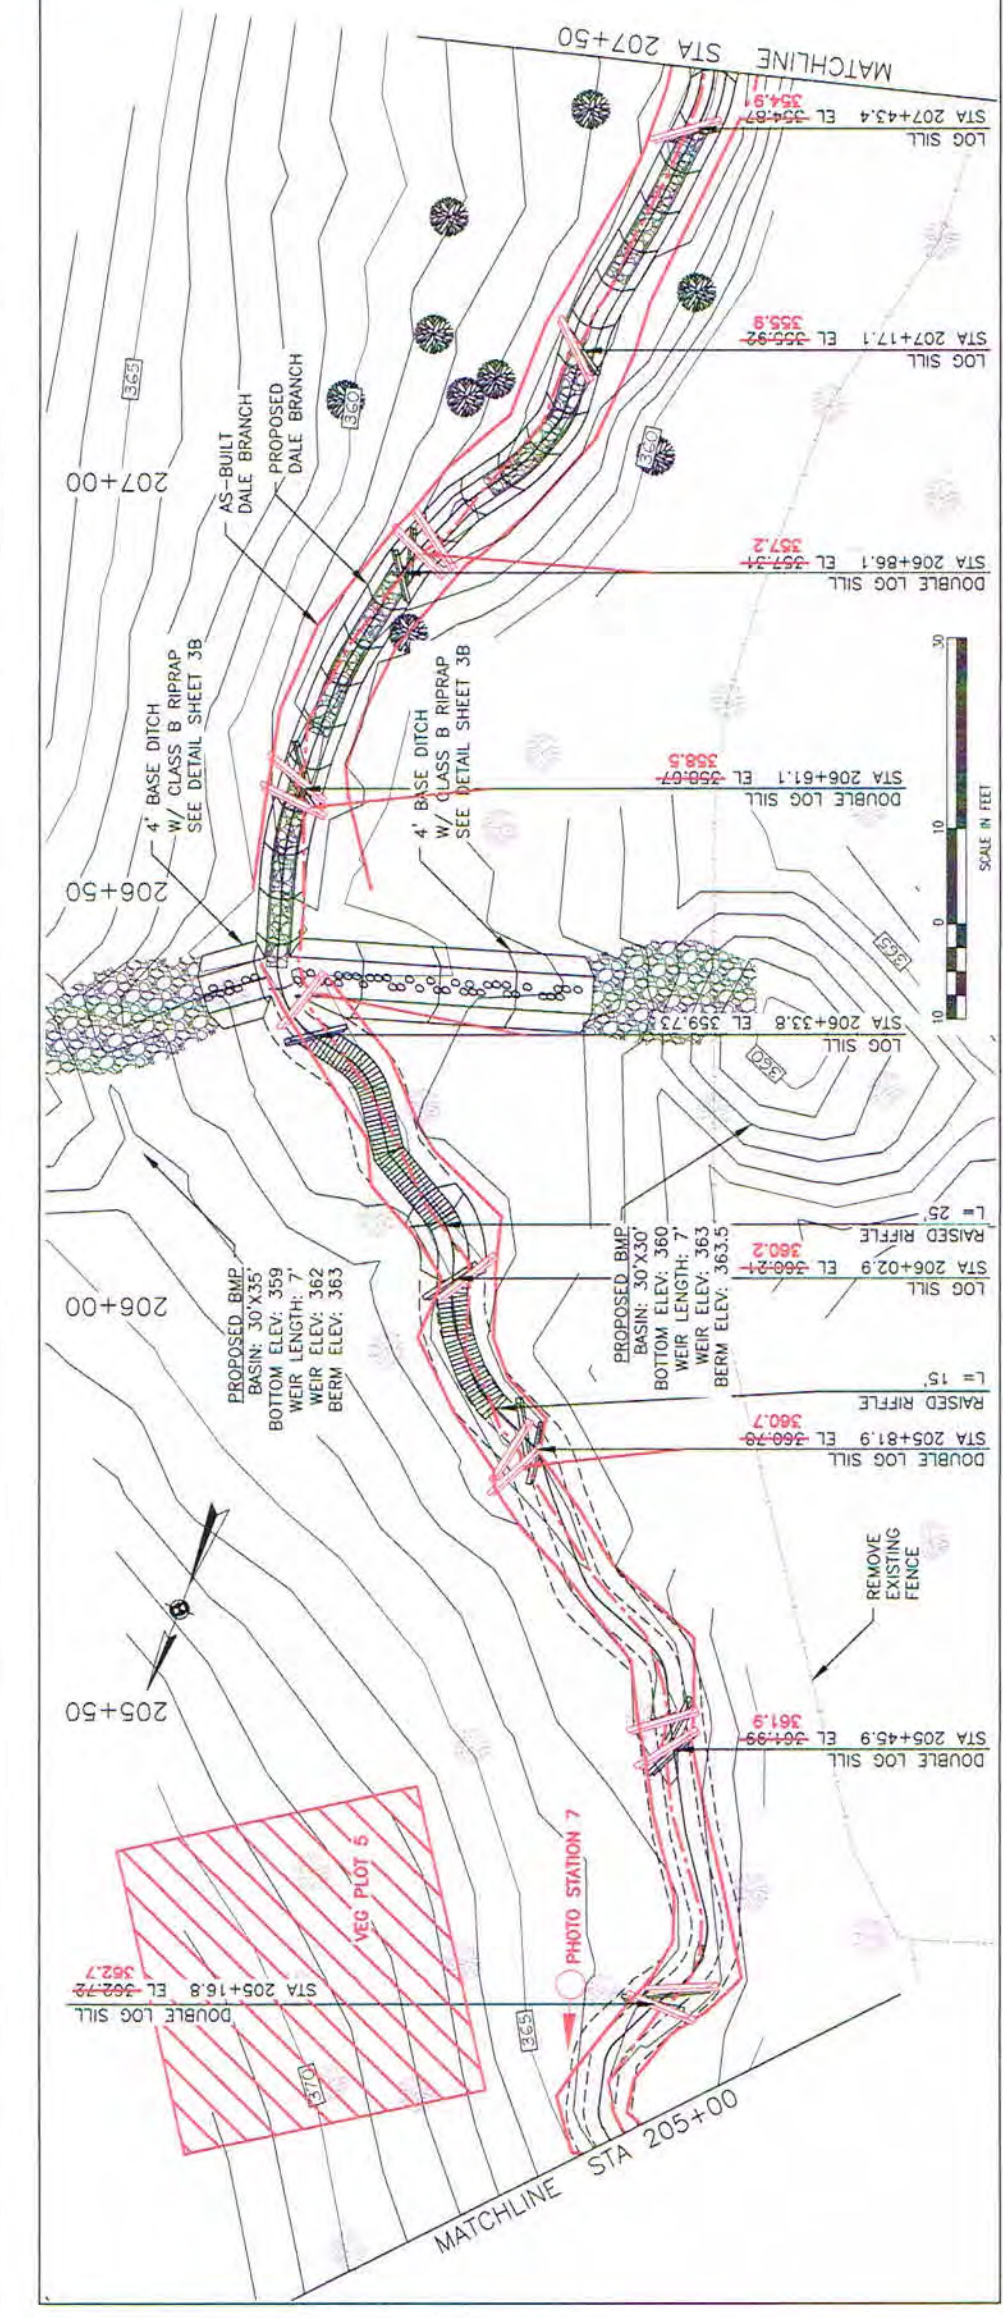 MATCHLINE STA 207+50
LOG SILL
STA 207+43.4 EL 354.87
354.9
LOG SILL
STA 207+17.1 EL 355.92
355.9
365
360
207+00
AS-BUILT
DALE BRANCH
PROPOSED
DALE BRANCH
360
DOUBLE LOG SILL
STA 206+86.1 EL 357.31
357.2
4' BASE DITCH
W/ CLASS B RIPRAP
SEE DETAIL SHEET 3B
4' BASE DITCH
W/ CLASS B RIPRAP
SEE DETAIL SHEET 3B
DOUBLE LOG SILL
STA 206+61.1 EL 358.67
358.5
30
10
0
10
SCALE IN FEET
206+50
365
360
LOG SILL
STA 206+33.8 EL 359.73
RAISED RIFFLE
L= 25'
LOG SILL
STA 206+02.9 EL 360.21
360.2
206+00
PROPOSED BMP
BASIN: 30'X35'
BOTTOM ELEV: 359
WEIR LENGTH: 7'
WEIR ELEV: 362
BERM ELEV: 363
PROPOSED BMP
BASIN: 30'X30'
BOTTOM ELEV: 360
WEIR LENGTH: 7'
WEIR ELEV: 363
BERM ELEV: 363.5
RAISED RIFFLE
L= 15'
DOUBLE LOG SILL
STA 205+81.9 EL 360.78
360.7
REMOVE
EXISTING
FENCE
205+50
DOUBLE LOG SILL
STA 205+45.9 EL 361.99
361.9
VEG PLOT 5
PHOTO STATION 7
DOUBLE LOG SILL
STA 205+16.8 EL 362.72
362.7
365
370
MATCHLINE STA 205+00